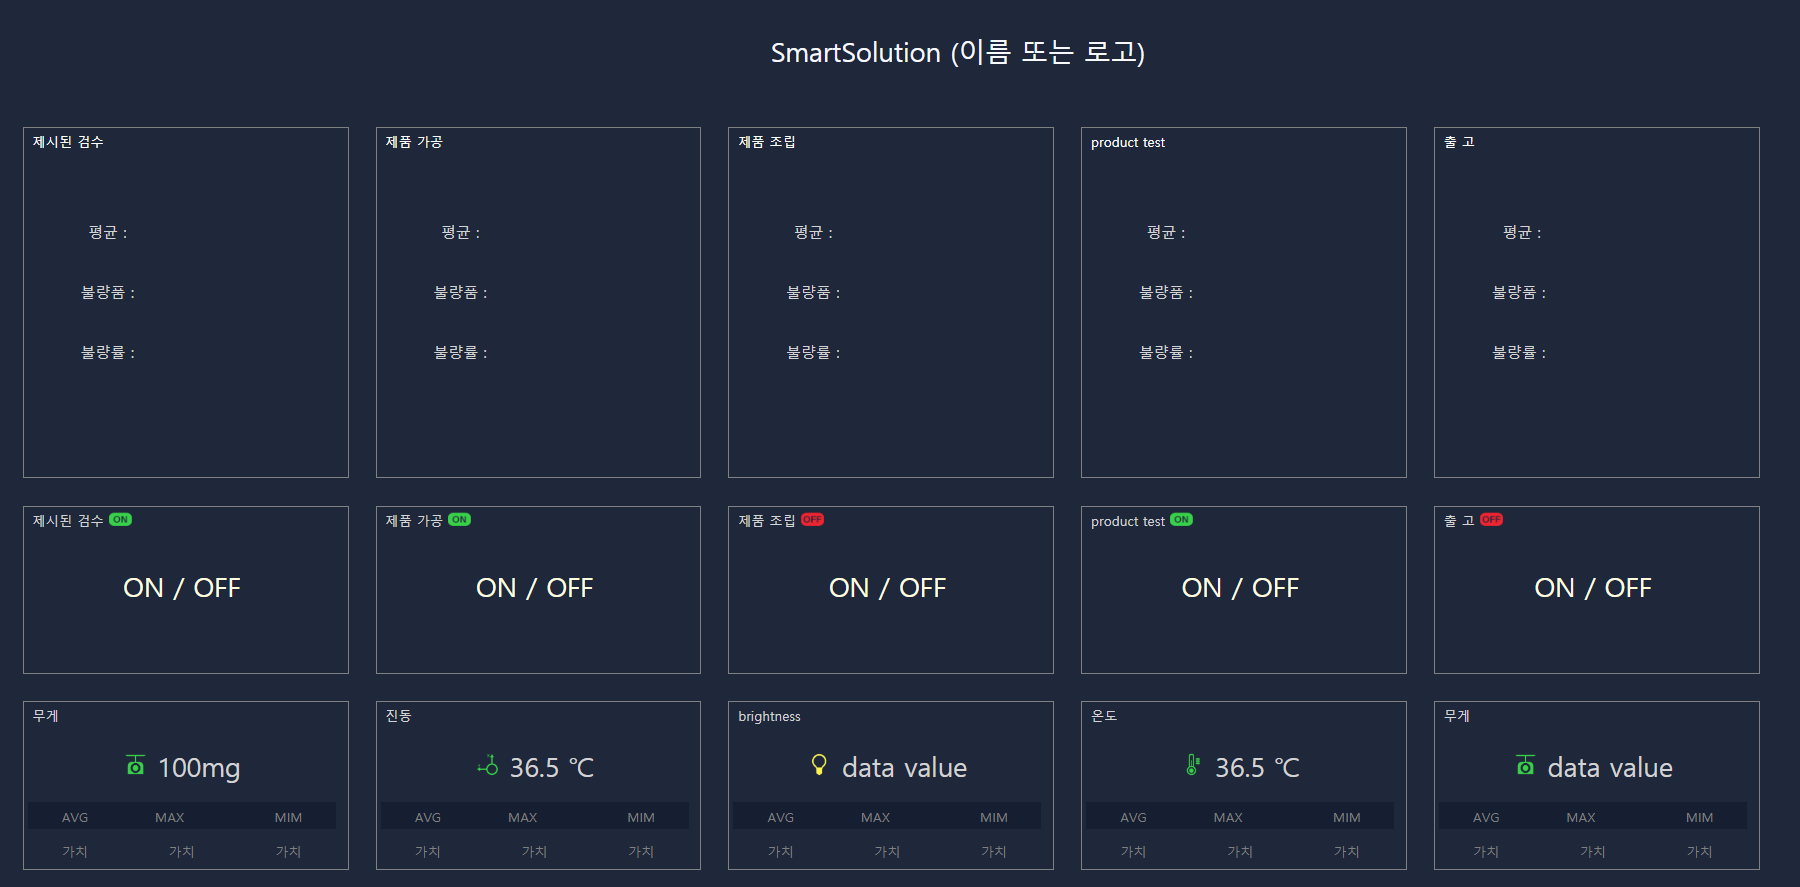 SmartSolution (이름 또는 로고)
제시된 검수
평균 :
불량품 :
불량률 :
제품 가공
평균 :
불량품 :
불량률 :
제품 조립
평균 :
불량품 :
불량률 :
product test
평균 :
불량품 :
불량률 :
출 고
평균 :
불량품 :
불량률 :
제시된 검수 ON
ON / OFF
제품 가공 ON
ON / OFF
제품 조립 OFF
ON / OFF
product test ON
ON / OFF
출 고 OFF
ON / OFF
무게
100mg
AVG MAX MIM
가치 가치 가치
진동
36.5 ℃
AVG MAX MIM
가치 가치 가치
brightness
data value
AVG MAX MIM
가치 가치 가치
온도
36.5 ℃
AVG MAX MIM
가치 가치 가치
무게
data value
AVG MAX MIM
가치 가치 가치